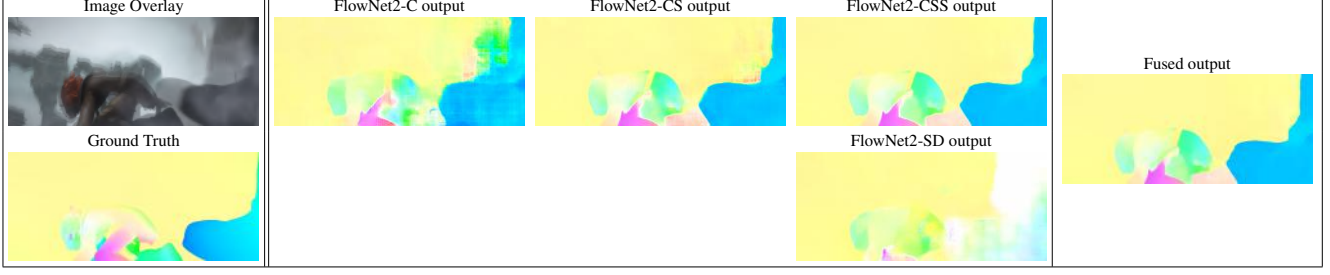 Image Overlay
FlowNet2-C output
FlowNet2-CS output
FlowNet2-CSS output
Fused output
Ground Truth
FlowNet2-SD output